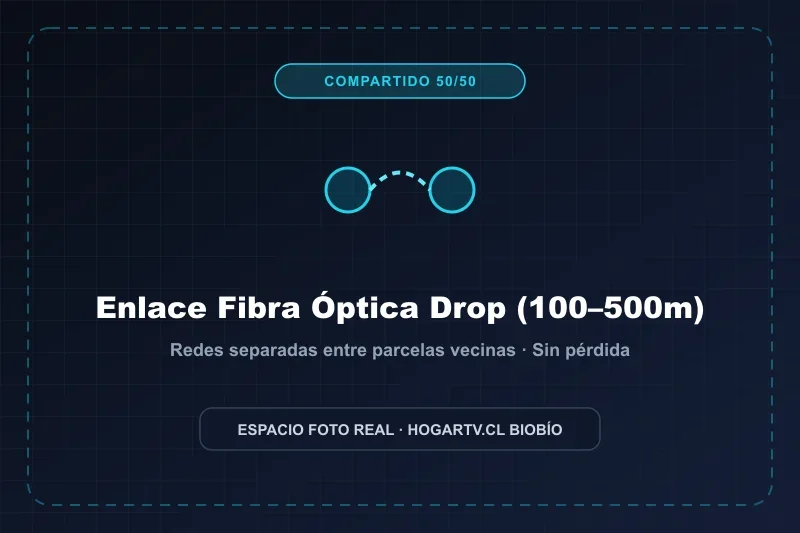 COMPARTIDO 50/50
Enlace Fibra Óptica Drop (100–500m)
Redes separadas entre parcelas vecinas · Sin pérdida
ESPACIO FOTO REAL · HOGARTV.CL BIOBÍO